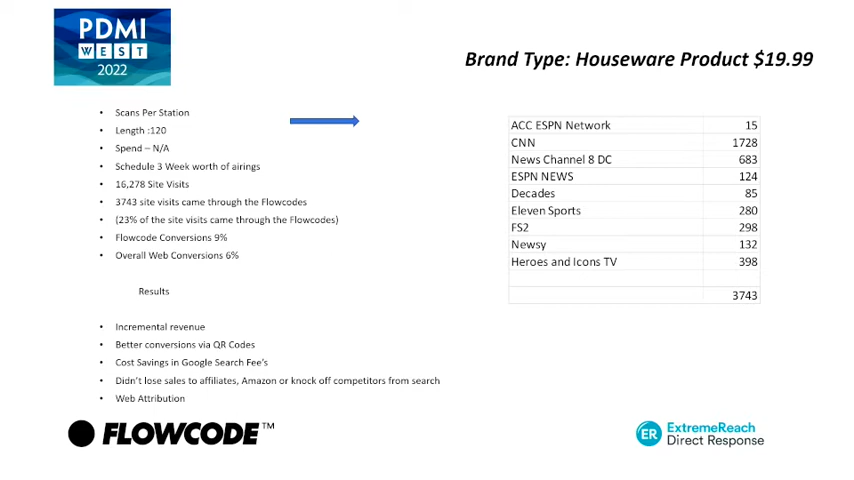 PDMI
WEST
2022
Brand Type: Houseware Product $19.99
• Scans Per Station
• Length :120
• Spend – N/A
• Schedule 3 Week worth of airings
• 16,278 Site Visits
• 3743 site visits came through the Flowcodes
• (23% of the site visits came through the Flowcodes)
• Flowcode Conversions 9%
• Overall Web Conversions 6%
Results
• Incremental revenue
• Better conversions via QR Codes
• Cost Savings in Google Search Fee's
• Didn't lose sales to affiliates, Amazon or knock off competitors from search
• Web Attribution
ACC ESPN Network 15
CNN 1728
News Channel 8 DC 683
ESPN NEWS 124
Decades 85
Eleven Sports 280
FS2 298
Newsy 132
Heroes and Icons TV 398
3743
FLOWCODE™
ER ExtremeReach
Direct Response